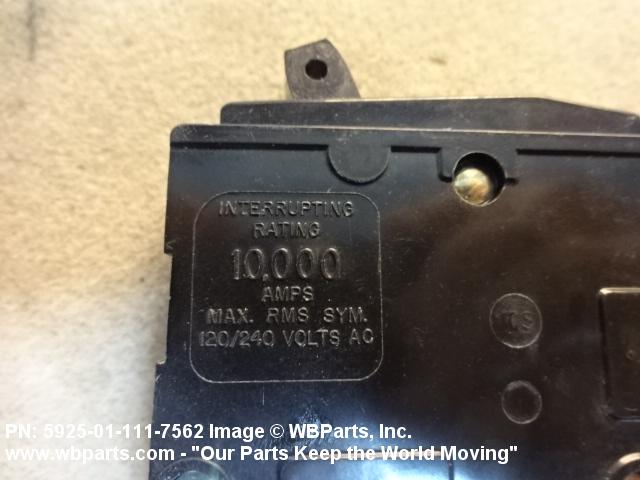 INTERRUPTING
RATING
10,000
AMPS
MAX. RMS SYM.
120/240 VOLTS AC
PN: 5925-01-111-7562 Image © WBParts, Inc.
www.wbparts.com - "Our Parts Keep the World Moving"